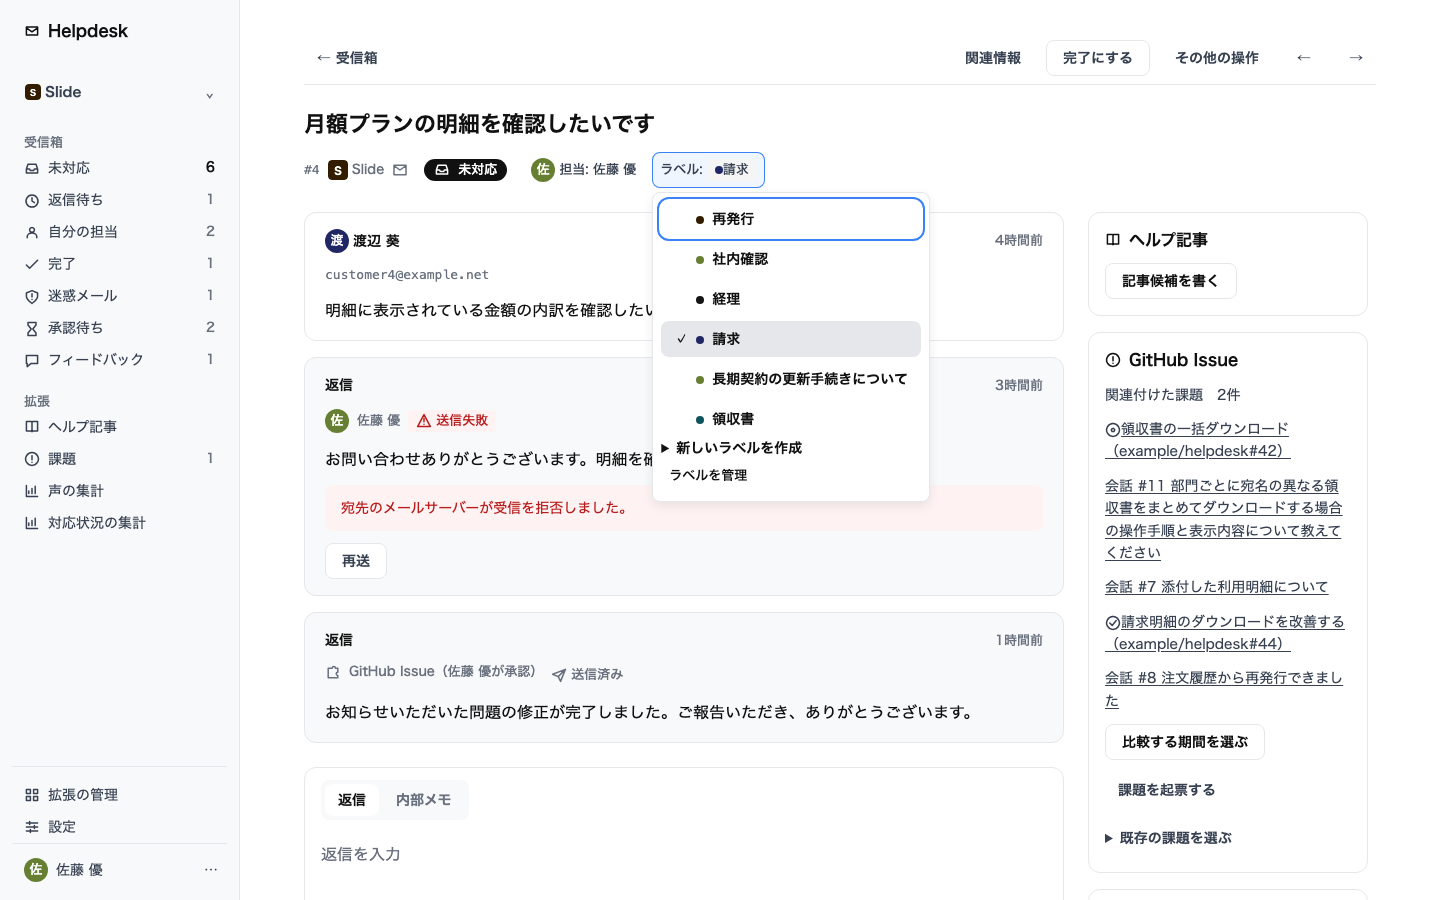 Helpdesk
S Slide
受信箱
未対応 6
返信待ち 1
自分の担当 2
完了 1
迷惑メール 1
承認待ち 2
フィードバック 1
拡張
ヘルプ記事
課題 1
声の集計
対応状況の集計
拡張の管理
設定
佐 佐藤 優 …
← 受信箱
関連情報 完了にする その他の操作 ← →
月額プランの明細を確認したいです
#4 S Slide 未対応 佐 担当: 佐藤 優 ラベル: 請求
再発行
社内確認
経理
✓ 請求
長期契約の更新手続きについて
領収書
▶ 新しいラベルを作成
ラベルを管理
渡 渡辺 葵 4時間前
customer4@example.net
明細に表示されている金額の内訳を確認したい
返信 3時間前
佐 佐藤 優 送信失敗
お問い合わせありがとうございます。明細を確
宛先のメールサーバーが受信を拒否しました。
再送
返信 1時間前
GitHub Issue（佐藤 優が承認） 送信済み
お知らせいただいた問題の修正が完了しました。ご報告いただき、ありがとうございます。
返信 内部メモ
返信を入力
ヘルプ記事
記事候補を書く
GitHub Issue
関連付けた課題 2件
領収書の一括ダウンロード
（example/helpdesk#42）
会話 #11 部門ごとに宛名の異なる領
収書をまとめてダウンロードする場合
の操作手順と表示内容について教えて
ください
会話 #7 添付した利用明細について
請求明細のダウンロードを改善する
（example/helpdesk#44）
会話 #8 注文履歴から再発行できまし
た
比較する期間を選ぶ
課題を起票する
▶ 既存の課題を選ぶ